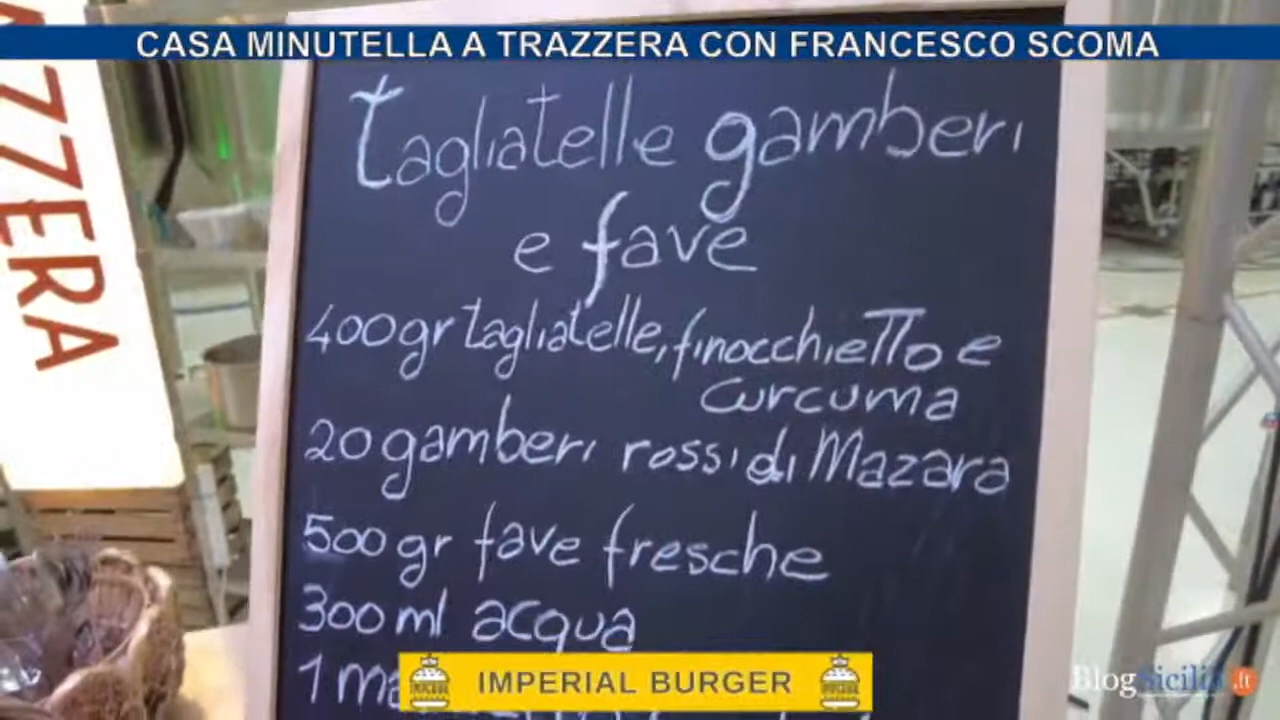 CASA MINUTELLA A TRAZZERA CON FRANCESCO SCOMA
ZZERA
Tagliatelle gamberi
e fave
400gr tagliatelle, finocchietto e
curcuma
20 gamberi rossi di Mazara
500 gr fave fresche
300 ml acqua
1
IMPERIAL BURGER
BlogSicilia.it